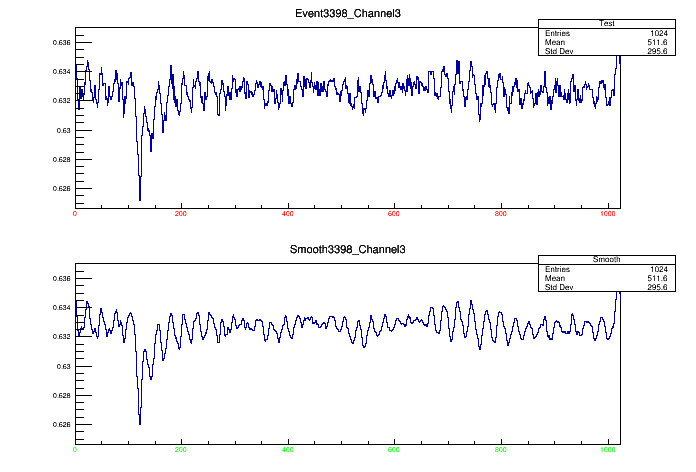 Event3398_Channel3
Test
Entries 1024
Mean 511.6
Std Dev 295.6
0.636
0.634
0.632
0.63
0.628
0.626
0 200 400 600 800 1000
Smooth3398_Channel3
Smooth
Entries 1024
Mean 511.6
Std Dev 295.6
0.636
0.634
0.632
0.63
0.628
0.626
0 200 400 600 800 1000